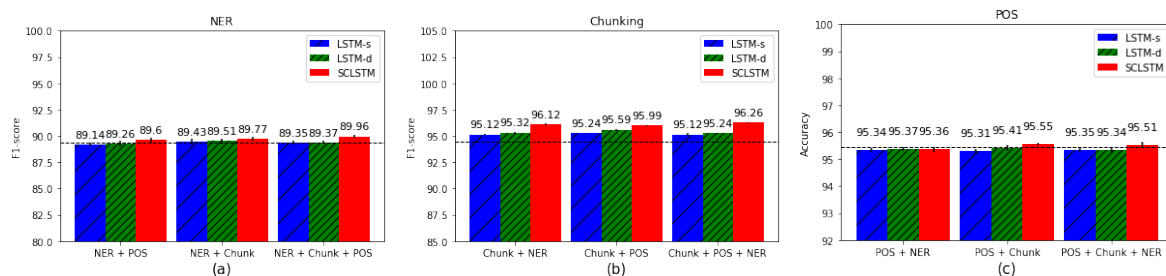 NER
F1-score
100.0
97.5
95.0
92.5
90.0
87.5
85.0
82.5
80.0
LSTM-s
LSTM-d
SCLSTM
89.14 89.26 89.6
89.43 89.51 89.77
89.35 89.37 89.96
NER + POS
NER + Chunk
NER + Chunk + POS
(a)
Chunking
F1-score
100.0
97.5
95.0
92.5
90.0
87.5
85.0
LSTM-s
LSTM-d
SCLSTM
95.12 95.32 96.12
95.24 95.59 95.99
95.12 95.24 96.26
Chunk + NER
Chunk + POS
Chunk + POS + NER
(b)
POS
Accuracy
100
99
98
97
96
95
94
93
92
LSTM-s
LSTM-d
SCLSTM
95.34 95.37 95.36
95.31 95.41 95.55
95.35 95.34 95.51
POS + NER
POS + Chunk
POS + Chunk + NER
(c)